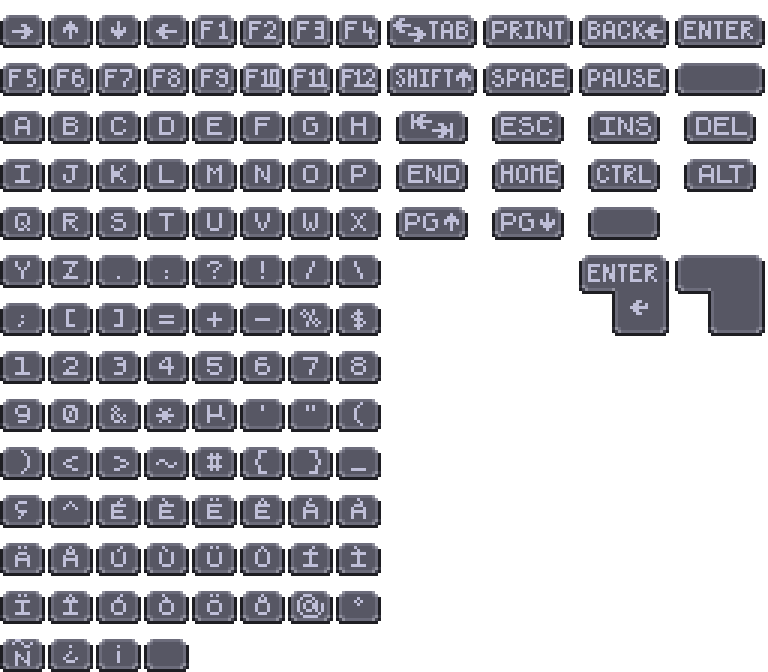 → ↑ ↓ ← F1 F2 F3 F4 ⭾TAB PRINT BACK← ENTER
F5 F6 F7 F8 F9 F10 F11 F12 SHIFT↑ SPACE PAUSE
A B C D E F G H ↹ ESC INS DEL
I J K L M N O P END HOME CTRL ALT
Q R S T U V W X PG↑ PG↓
Y Z . : ? ! / \ ENTER
; [ ] = + - % $ ↵
1 2 3 4 5 6 7 8
9 0 & * µ ' " (
) < > ~ # { } _
ç ^ É È Ë Ê Á À
Ä Â Ú Ù Ü Û Í Ì
Ï Î Ó Ò Ö Ô @ °
Ñ ¿ ¡